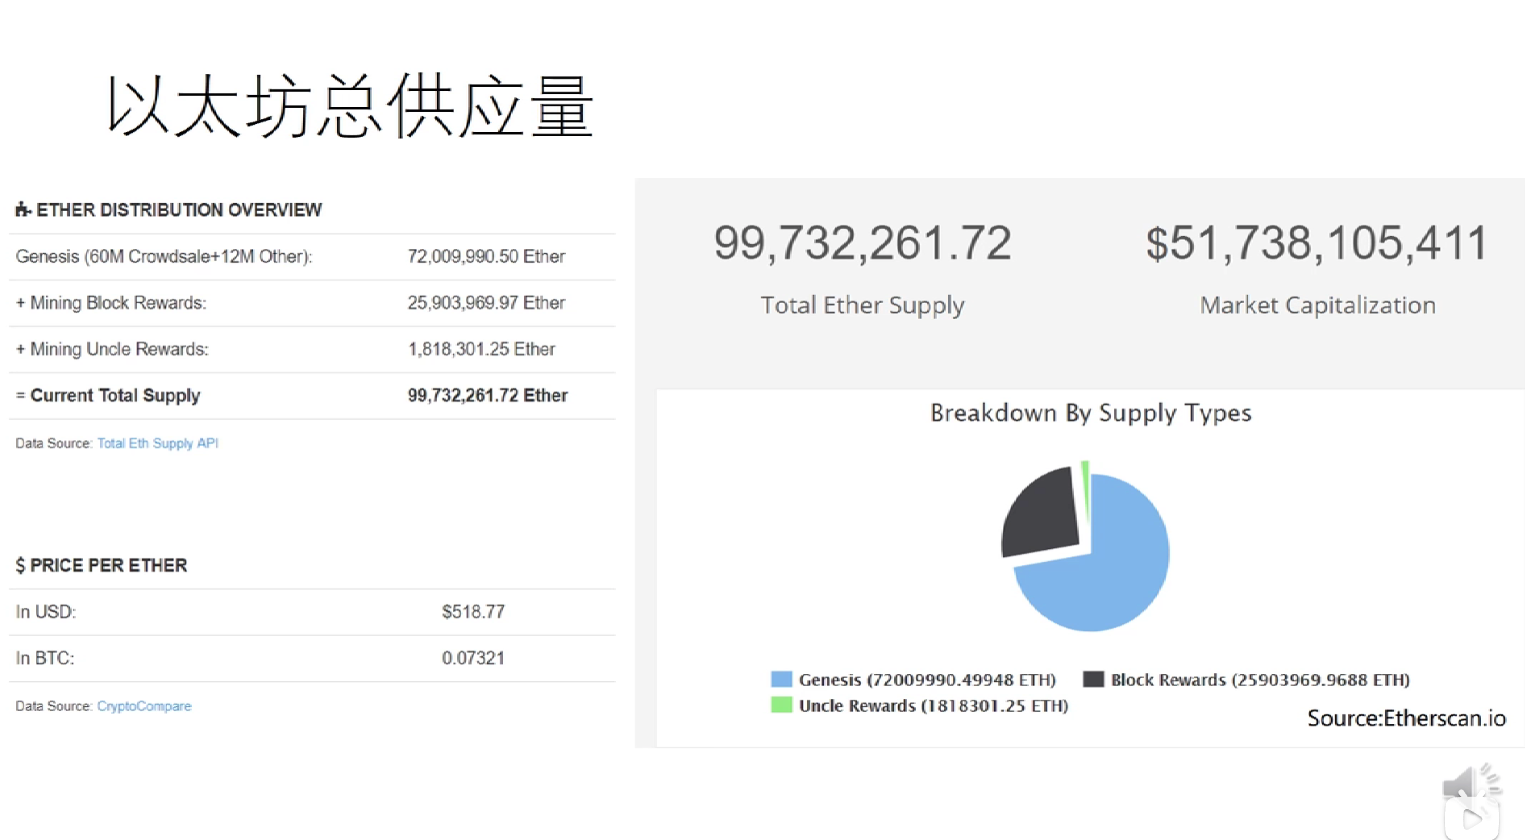 以太坊总供应量
ETHER DISTRIBUTION OVERVIEW
Genesis (60M Crowdsale+12M Other): 72,009,990.50 Ether
+ Mining Block Rewards: 25,903,969.97 Ether
+ Mining Uncle Rewards: 1,818,301.25 Ether
= Current Total Supply 99,732,261.72 Ether
Data Source: Total Eth Supply API
$ PRICE PER ETHER
In USD: $518.77
In BTC: 0.07321
Data Source: CryptoCompare
99,732,261.72 $51,738,105,411
Total Ether Supply Market Capitalization
Breakdown By Supply Types
Genesis (72009990.49948 ETH) Block Rewards (25903969.9688 ETH)
Uncle Rewards (1818301.25 ETH)
Source:Etherscan.io